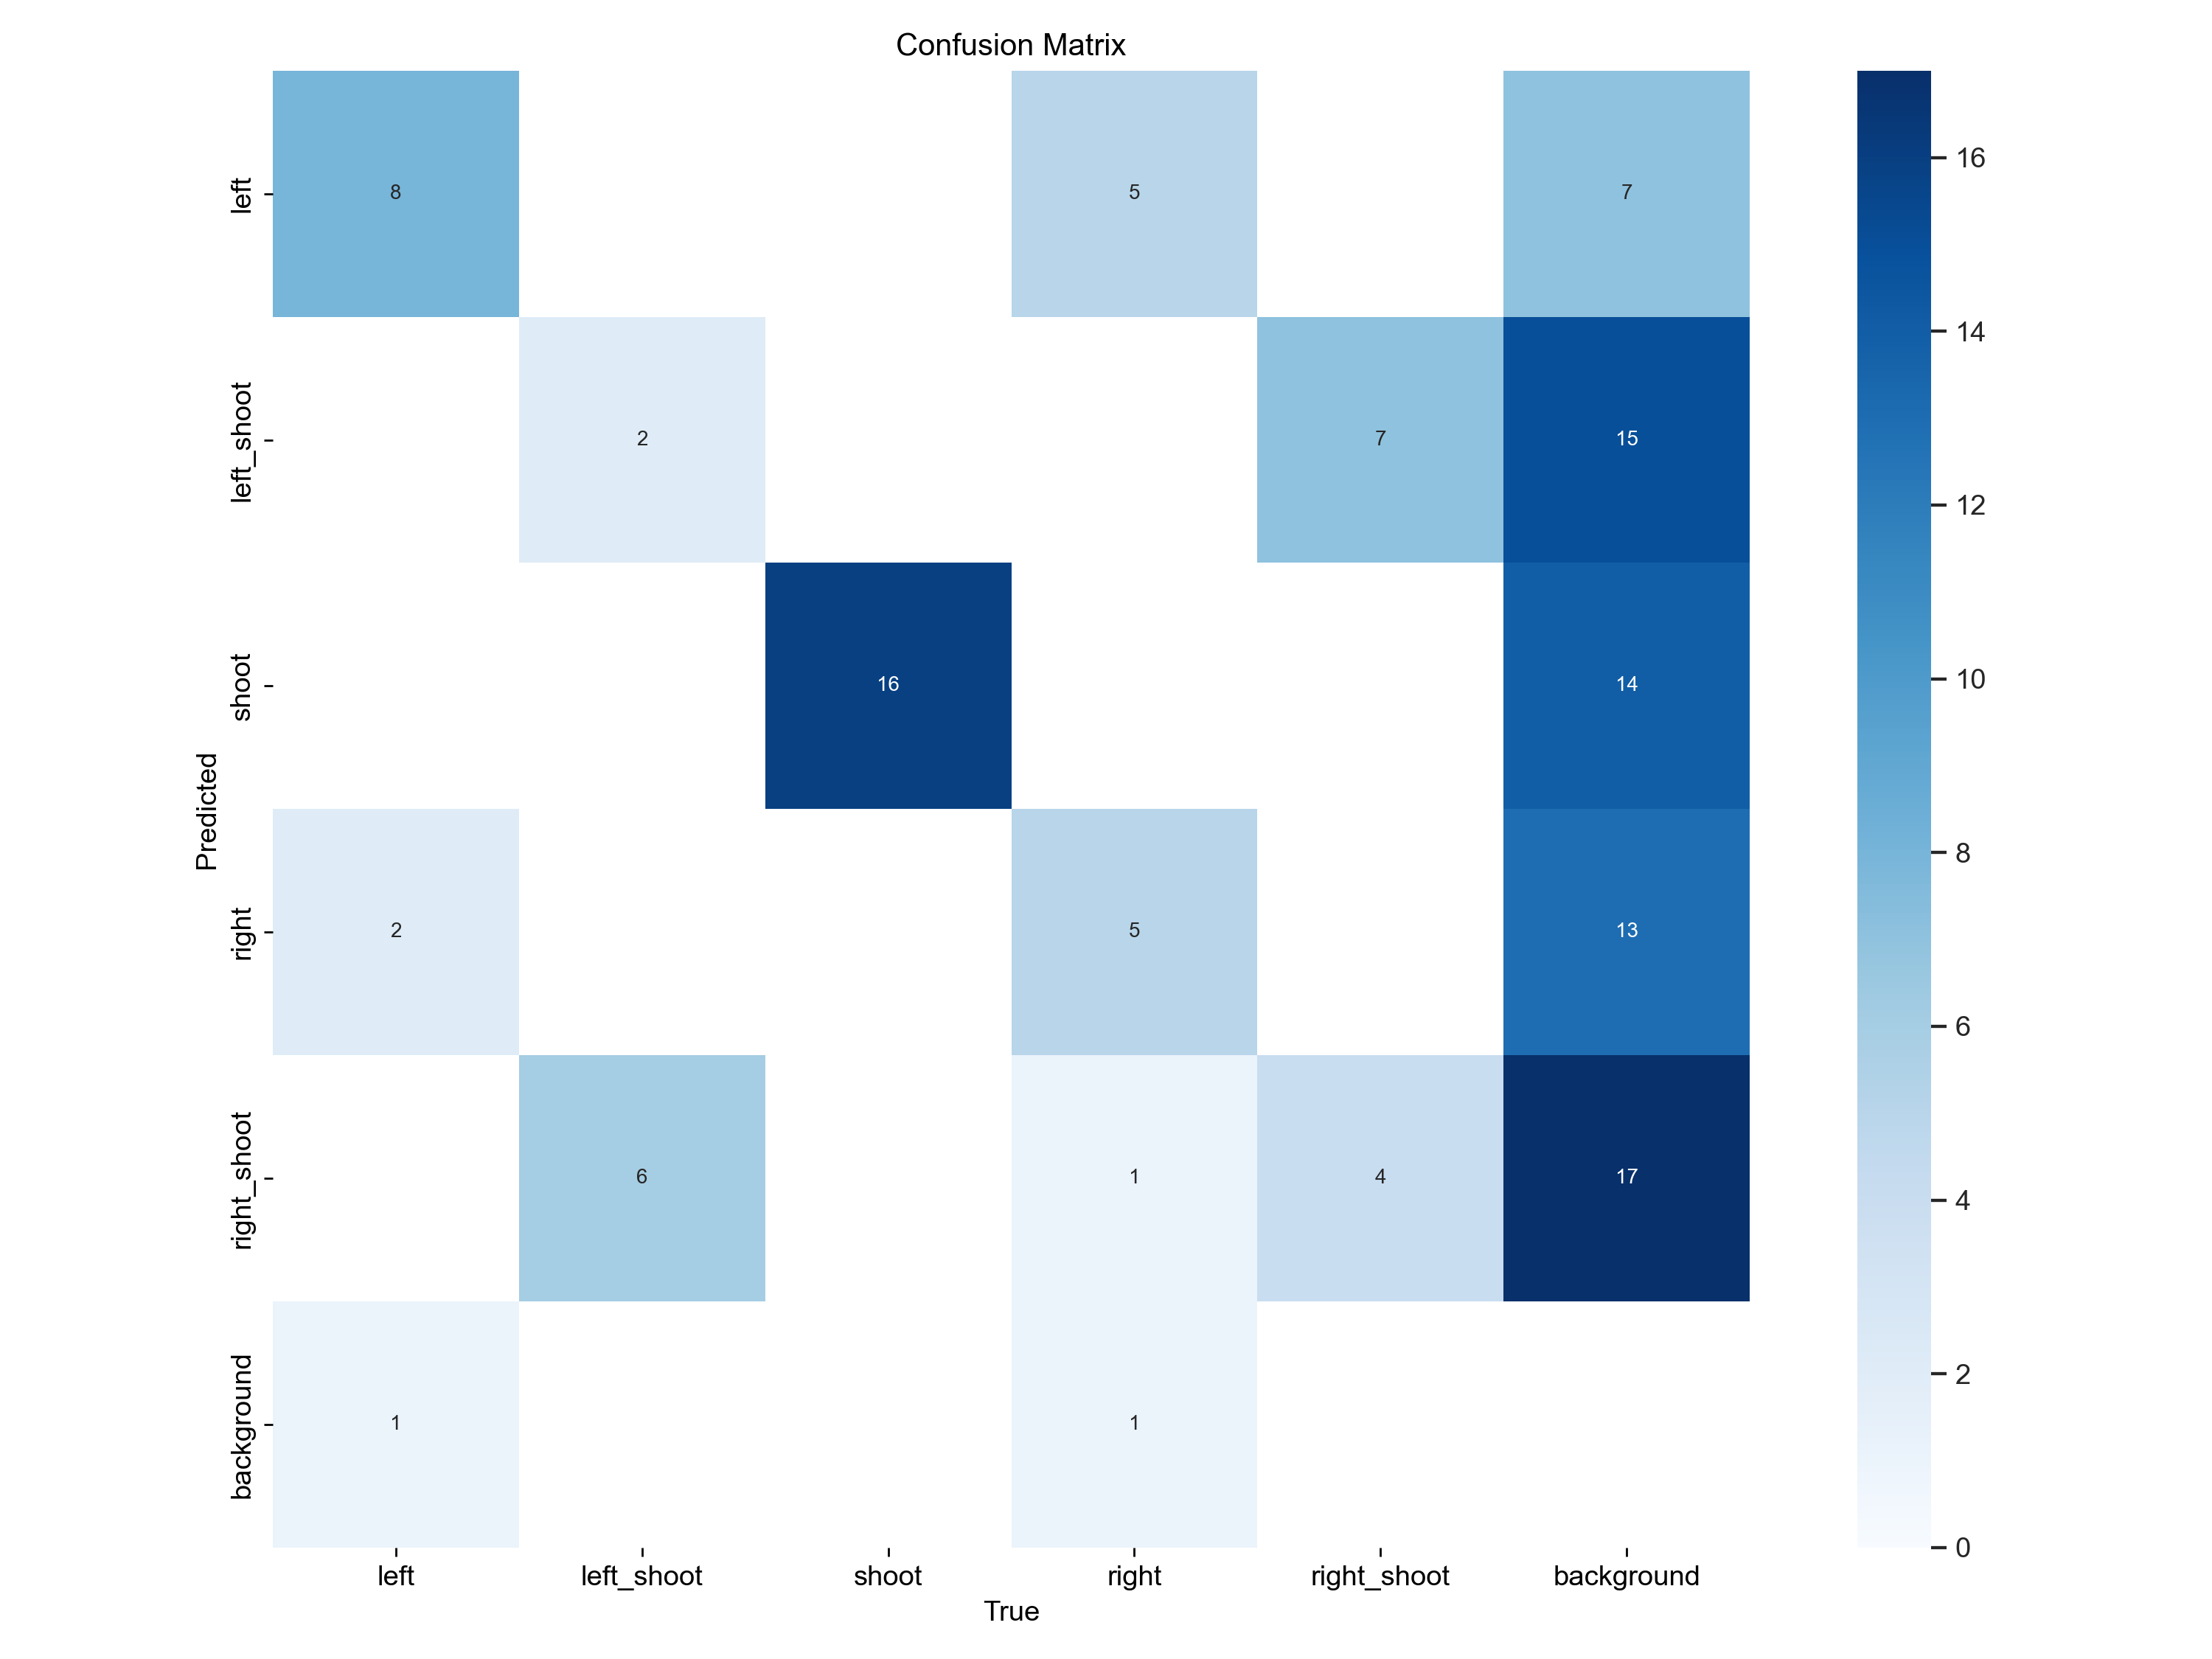 Confusion Matrix
left 8 5 7
left_shoot 2 7 15
shoot 16 14
Predicted
right 2 5 13
right_shoot 6 1 4 17
background 1 1
left left_shoot shoot right right_shoot background
True
16
14
12
10
8
6
4
2
0